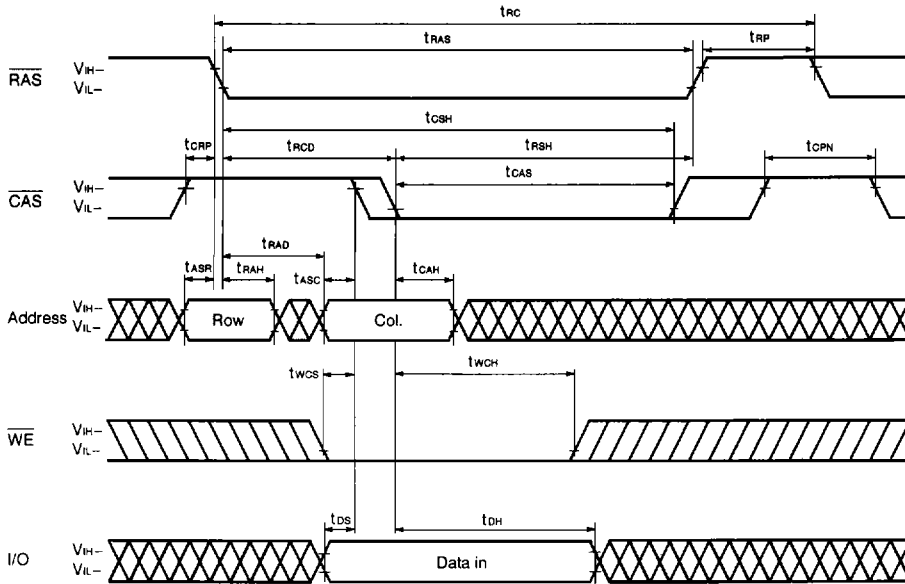 tRC
tRAS
tRP
RAS
VIH–
VIL–
tCSH
tCRP
tRCD
tRSH
tCPN
tCAS
CAS
VIH–
VIL–
tRAD
tASR
tRAH
tASC
tCAH
Address
VIH–
VIL–
Row
Col.
tWCS
tWCH
WE
VIH–
VIL–
tDS
tDH
I/O
VIH–
VIL–
Data in